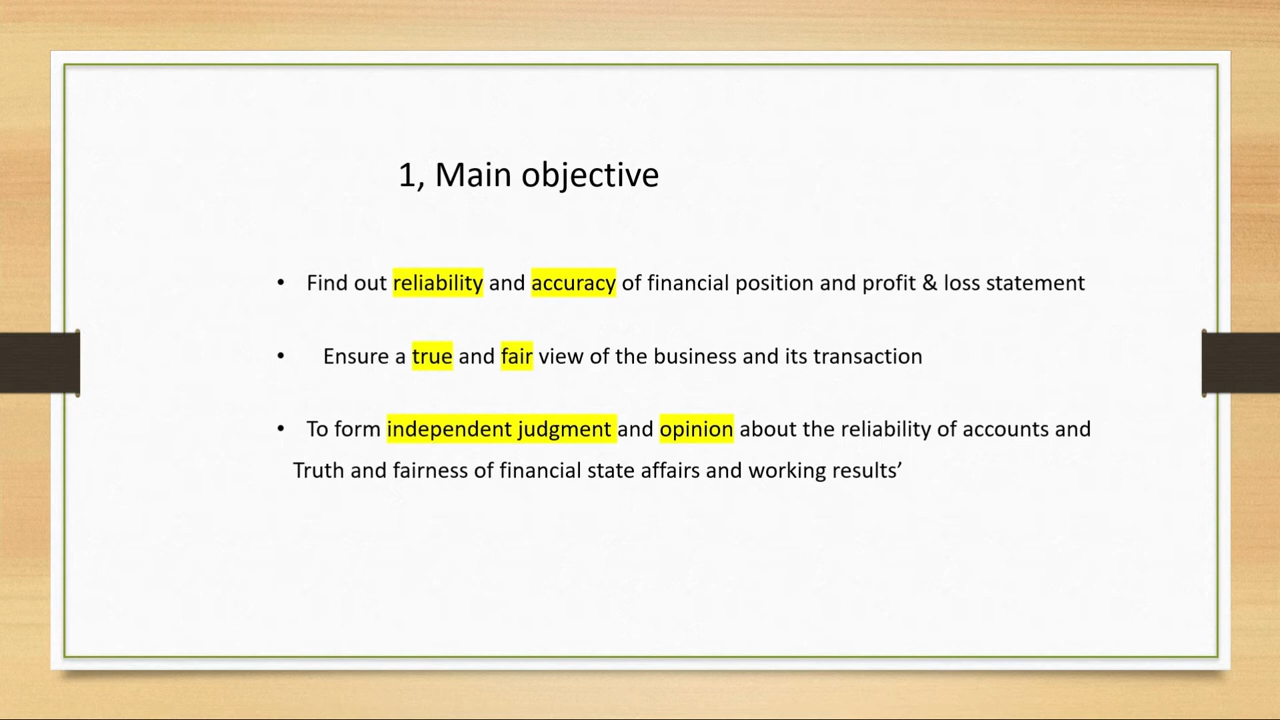 1, Main objective
• Find out reliability and accuracy of financial position and profit & loss statement
• Ensure a true and fair view of the business and its transaction
• To form independent judgment and opinion about the reliability of accounts and
Truth and fairness of financial state affairs and working results’